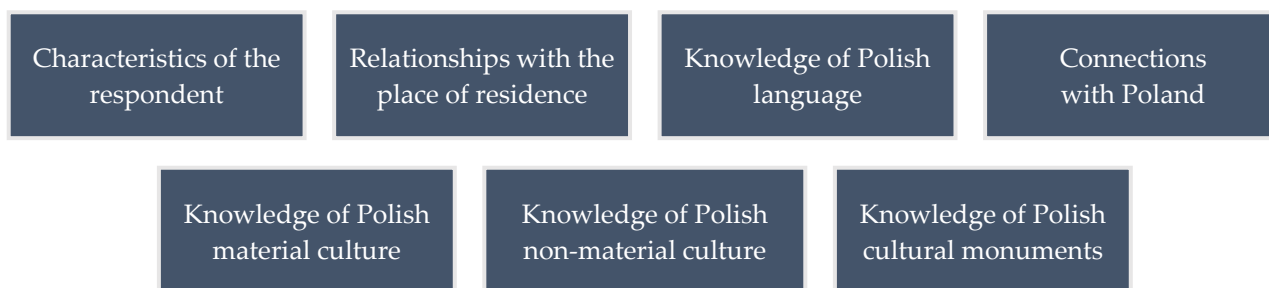 Characteristics of the
respondent
Relationships with the
place of residence
Knowledge of Polish
language
Connections
with Poland
Knowledge of Polish
material culture
Knowledge of Polish
non-material culture
Knowledge of Polish
cultural monuments